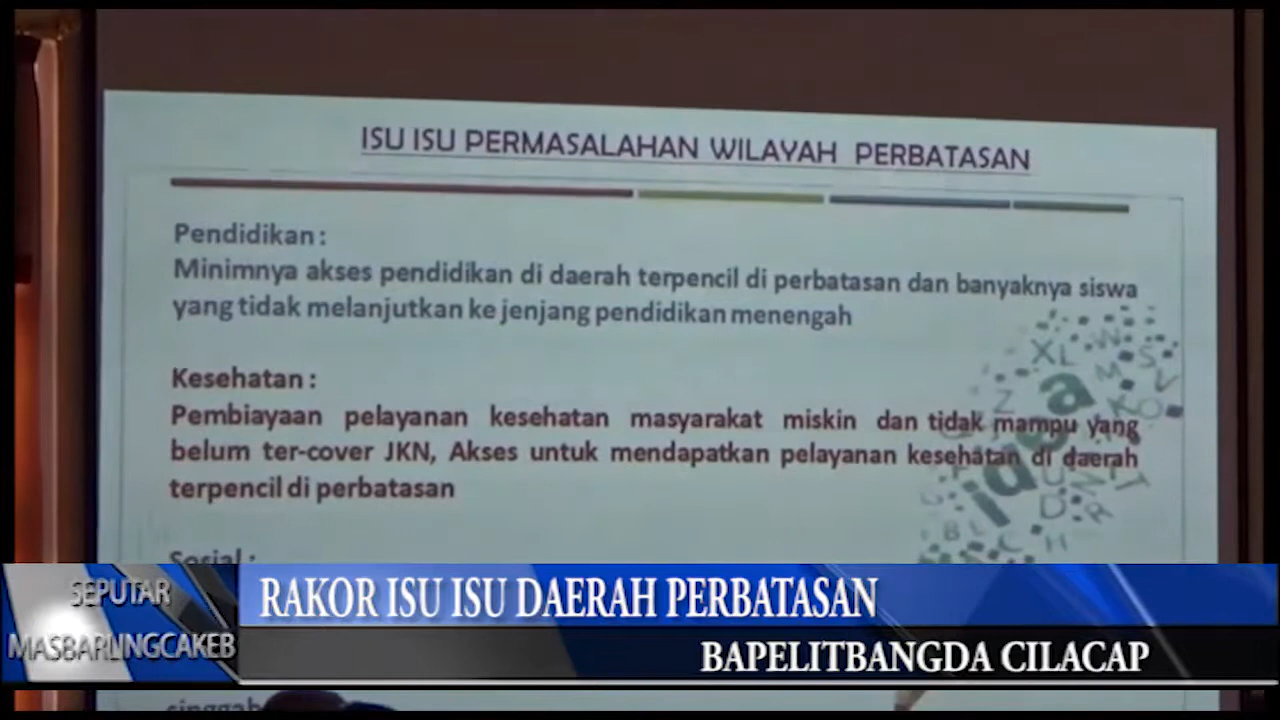 ISU ISU PERMASALAHAN WILAYAH PERBATASAN
Pendidikan :
Minimnya akses pendidikan di daerah terpencil di perbatasan dan banyaknya siswa
yang tidak melanjutkan ke jenjang pendidikan menengah
Kesehatan :
Pembiayaan pelayanan kesehatan masyarakat miskin dan tidak mampu yang
belum ter-cover JKN, Akses untuk mendapatkan pelayanan kesehatan di daerah
terpencil di perbatasan
Sosial :
idea
SEPUTAR
MASBARLINGCAKEB
RAKOR ISU ISU DAERAH PERBATASAN
BAPELITBANGDA CILACAP